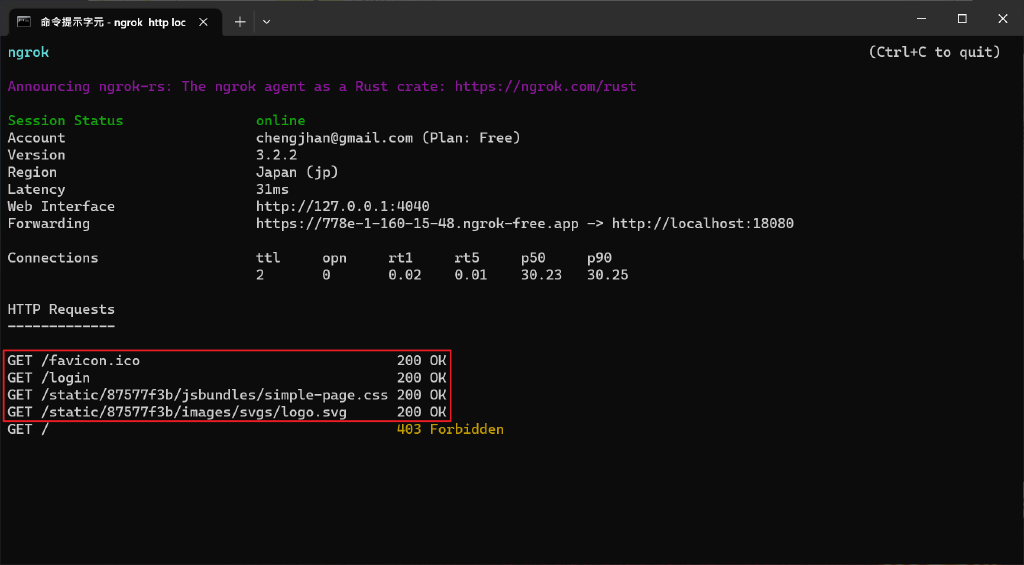 命令提示字元 - ngrok http loc
ngrok (Ctrl+C to quit)
Announcing ngrok-rs: The ngrok agent as a Rust crate: https://ngrok.com/rust
Session Status online
Account chengjhan@gmail.com (Plan: Free)
Version 3.2.2
Region Japan (jp)
Latency 31ms
Web Interface http://127.0.0.1:4040
Forwarding https://778e-1-160-15-48.ngrok-free.app -> http://localhost:18080
Connections ttl opn rt1 rt5 p50 p90
2 0 0.02 0.01 30.23 30.25
HTTP Requests
-------------
GET /favicon.ico 200 OK
GET /login 200 OK
GET /static/87577f3b/jsbundles/simple-page.css 200 OK
GET /static/87577f3b/images/svgs/logo.svg 200 OK
GET / 403 Forbidden